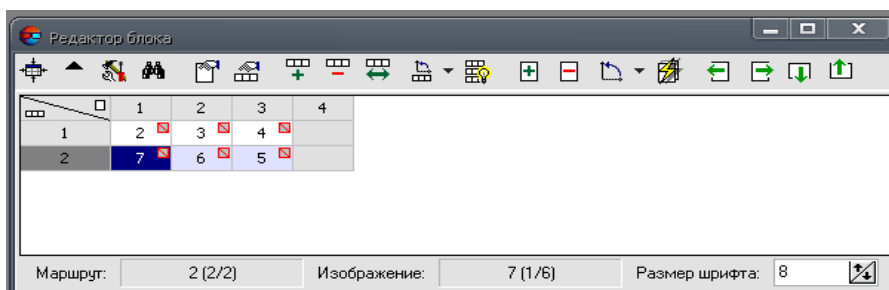 Редактор блока
1 2 3 4
1 2 3 4
2 7 6 5
Маршрут: 2 (2/2) Изображение: 7 (1/6) Размер шрифта: 8